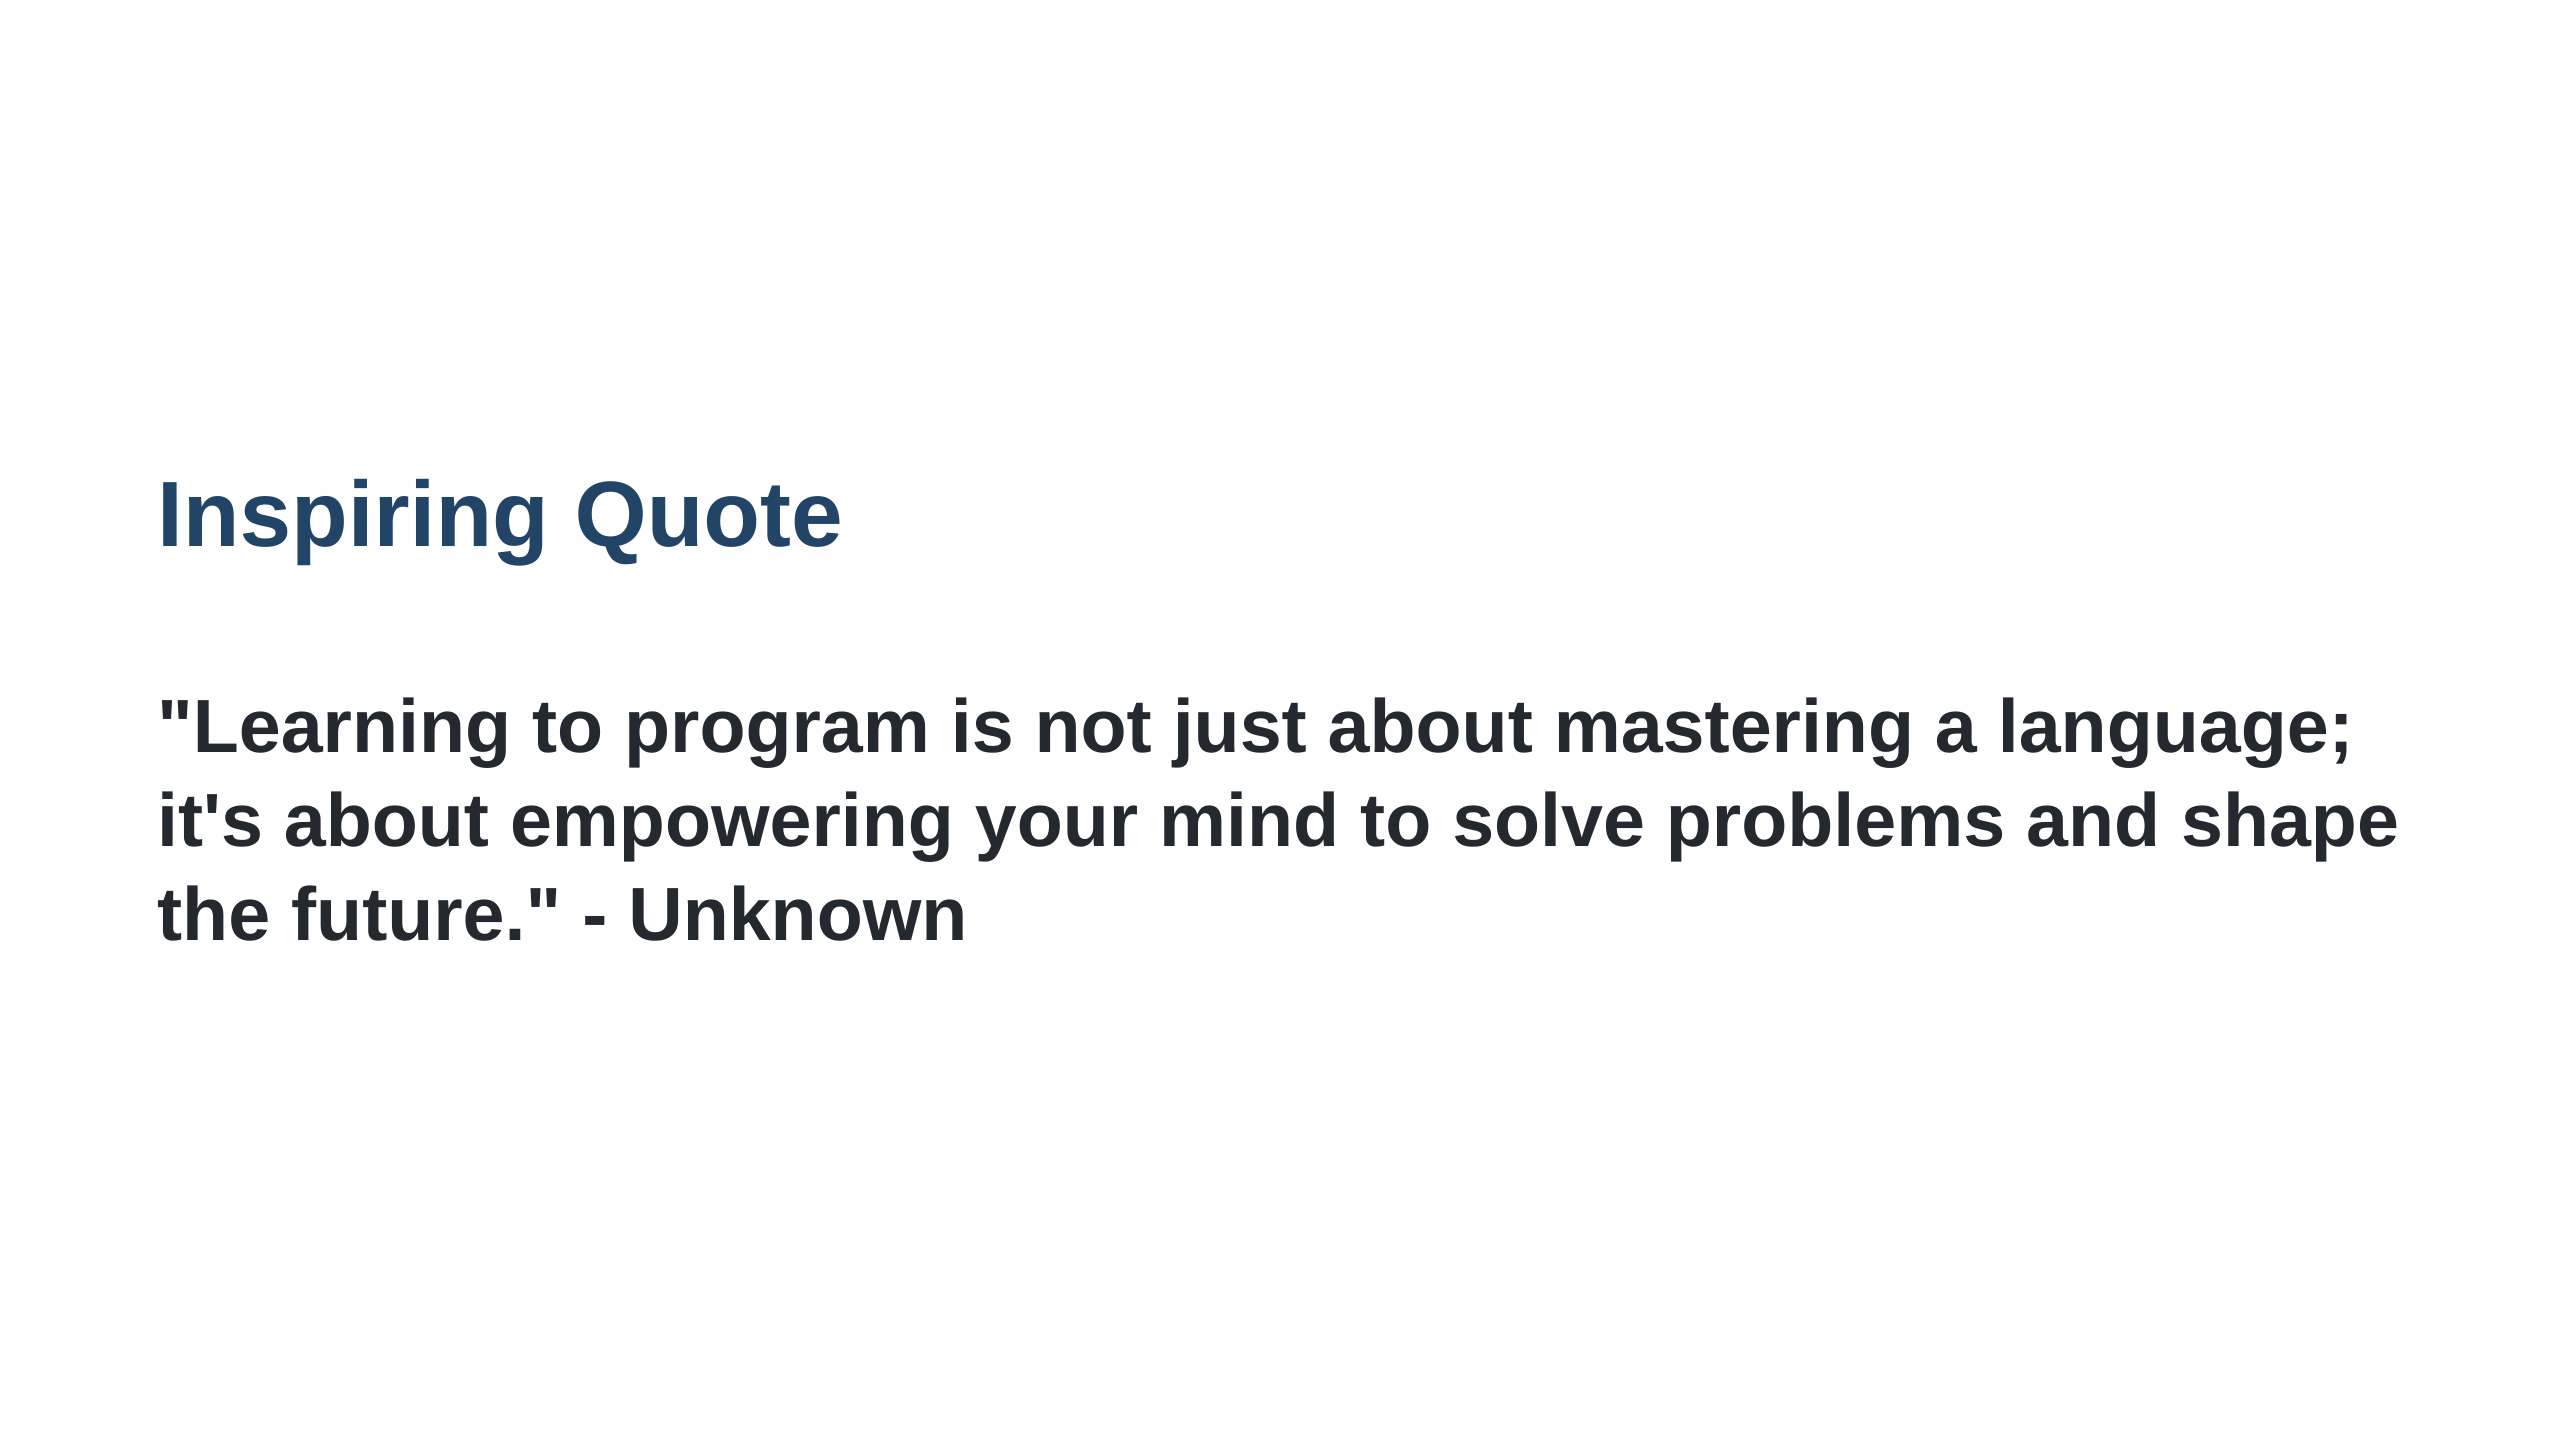 Inspiring Quote
"Learning to program is not just about mastering a language;
it's about empowering your mind to solve problems and shape
the future." - Unknown